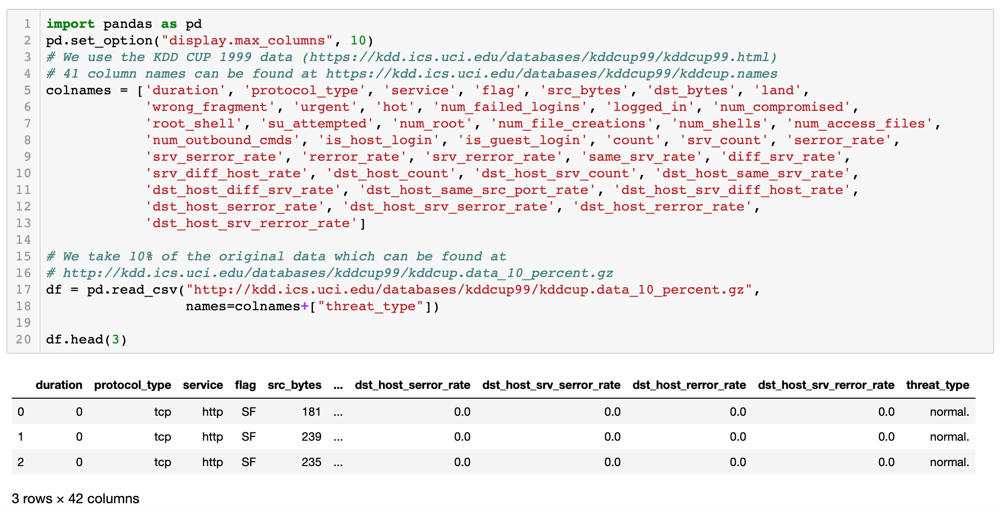 1 import pandas as pd
2 pd.set_option("display.max_columns", 10)
3 # We use the KDD CUP 1999 data (https://kdd.ics.uci.edu/databases/kddcup99/kddcup99.html)
4 # 41 column names can be found at https://kdd.ics.uci.edu/databases/kddcup99/kddcup.names
5 colnames = ['duration', 'protocol_type', 'service', 'flag', 'src_bytes', 'dst_bytes', 'land',
6 'wrong_fragment', 'urgent', 'hot', 'num_failed_logins', 'logged_in', 'num_compromised',
7 'root_shell', 'su_attempted', 'num_root', 'num_file_creations', 'num_shells', 'num_access_files',
8 'num_outbound_cmds', 'is_host_login', 'is_guest_login', 'count', 'srv_count', 'serror_rate',
9 'srv_serror_rate', 'rerror_rate', 'srv_rerror_rate', 'same_srv_rate', 'diff_srv_rate',
10 'srv_diff_host_rate', 'dst_host_count', 'dst_host_srv_count', 'dst_host_same_srv_rate',
11 'dst_host_diff_srv_rate', 'dst_host_same_src_port_rate', 'dst_host_srv_diff_host_rate',
12 'dst_host_serror_rate', 'dst_host_srv_serror_rate', 'dst_host_rerror_rate',
13 'dst_host_srv_rerror_rate']
14
15 # We take 10% of the original data which can be found at
16 # http://kdd.ics.uci.edu/databases/kddcup99/kddcup.data_10_percent.gz
17 df = pd.read_csv("http://kdd.ics.uci.edu/databases/kddcup99/kddcup.data_10_percent.gz",
18 names=colnames+["threat_type"])
19
20 df.head(3)
duration protocol_type service flag src_bytes ... dst_host_serror_rate dst_host_srv_serror_rate dst_host_rerror_rate dst_host_srv_rerror_rate threat_type
0 0 tcp http SF 181 ... 0.0 0.0 0.0 0.0 normal.
1 0 tcp http SF 239 ... 0.0 0.0 0.0 0.0 normal.
2 0 tcp http SF 235 ... 0.0 0.0 0.0 0.0 normal.
3 rows × 42 columns